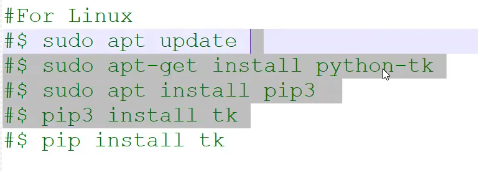 #For Linux
#$ sudo apt update
#$ sudo apt-get install python-tk
#$ sudo apt install pip3
#$ pip3 install tk
#$ pip install tk